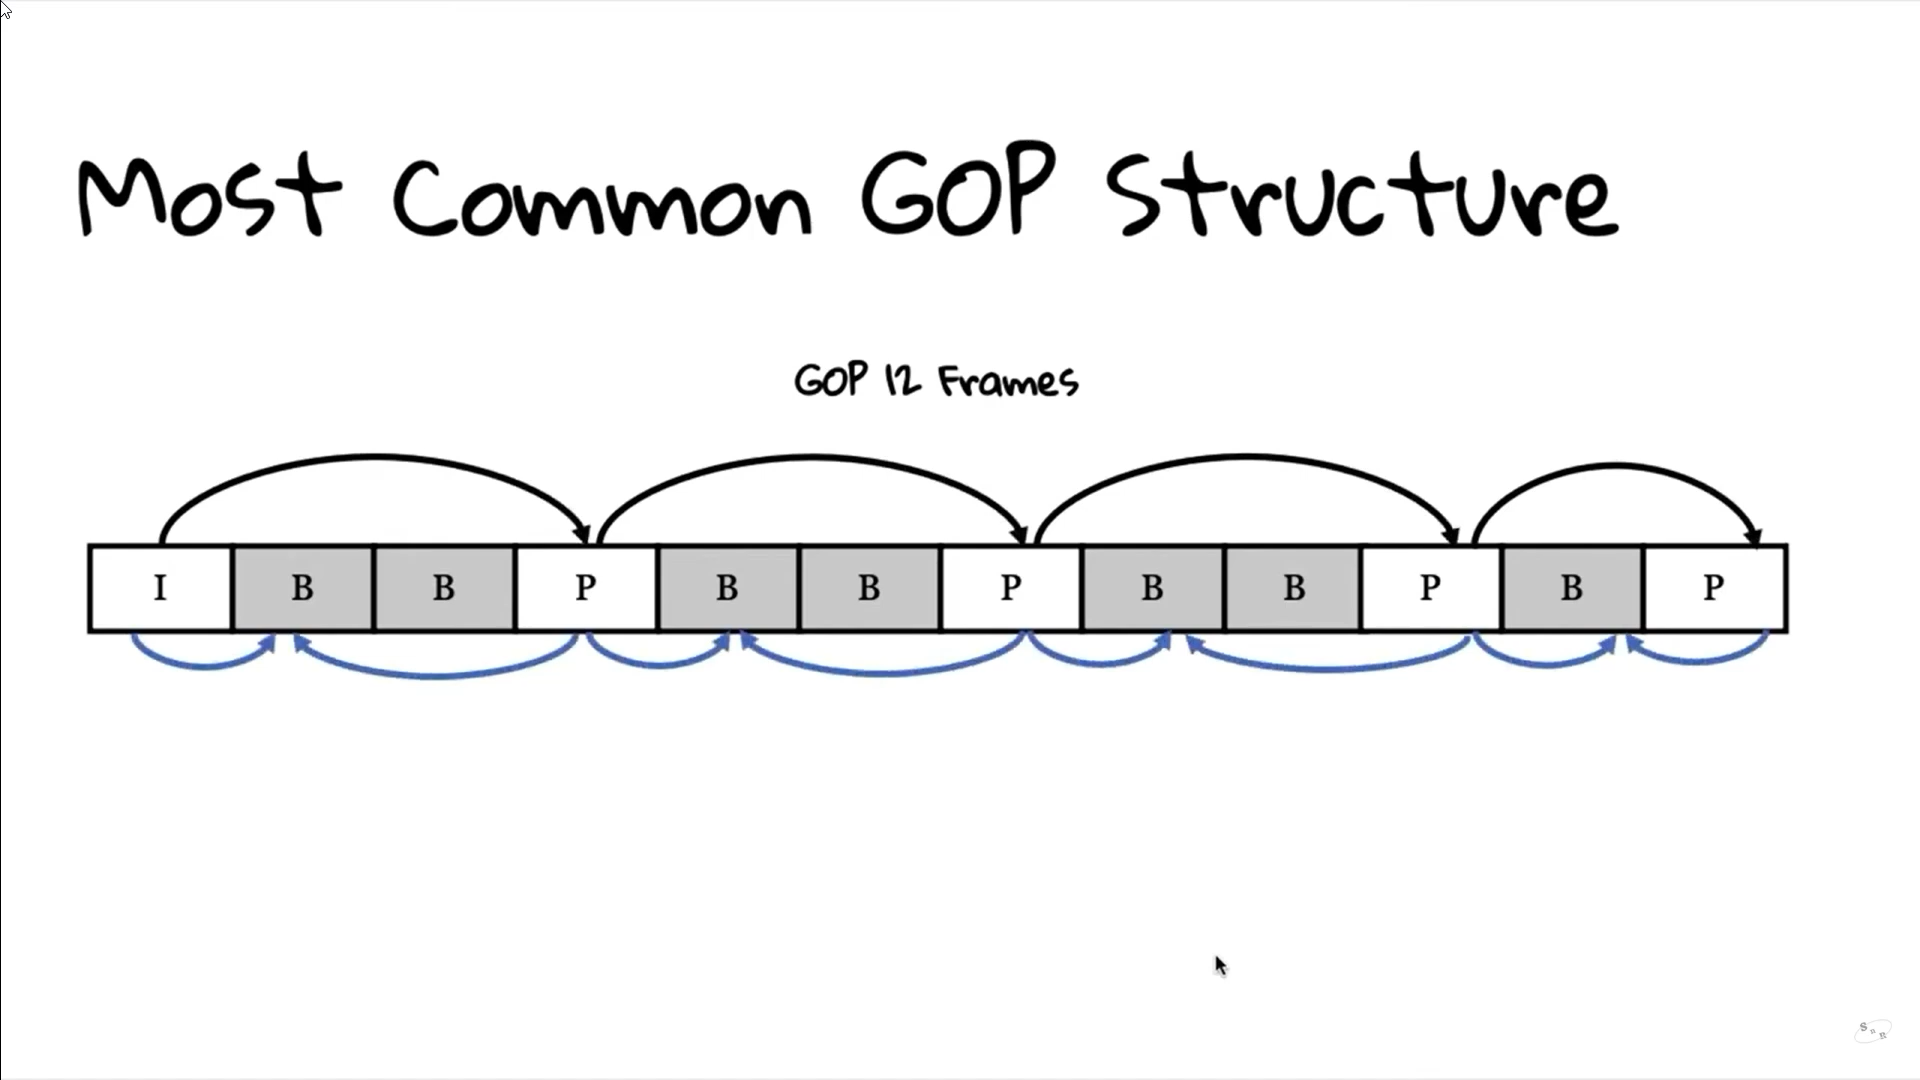 Most Common GOP Structure
GOP 12 Frames
I B B P B B P B B P B P
S R R